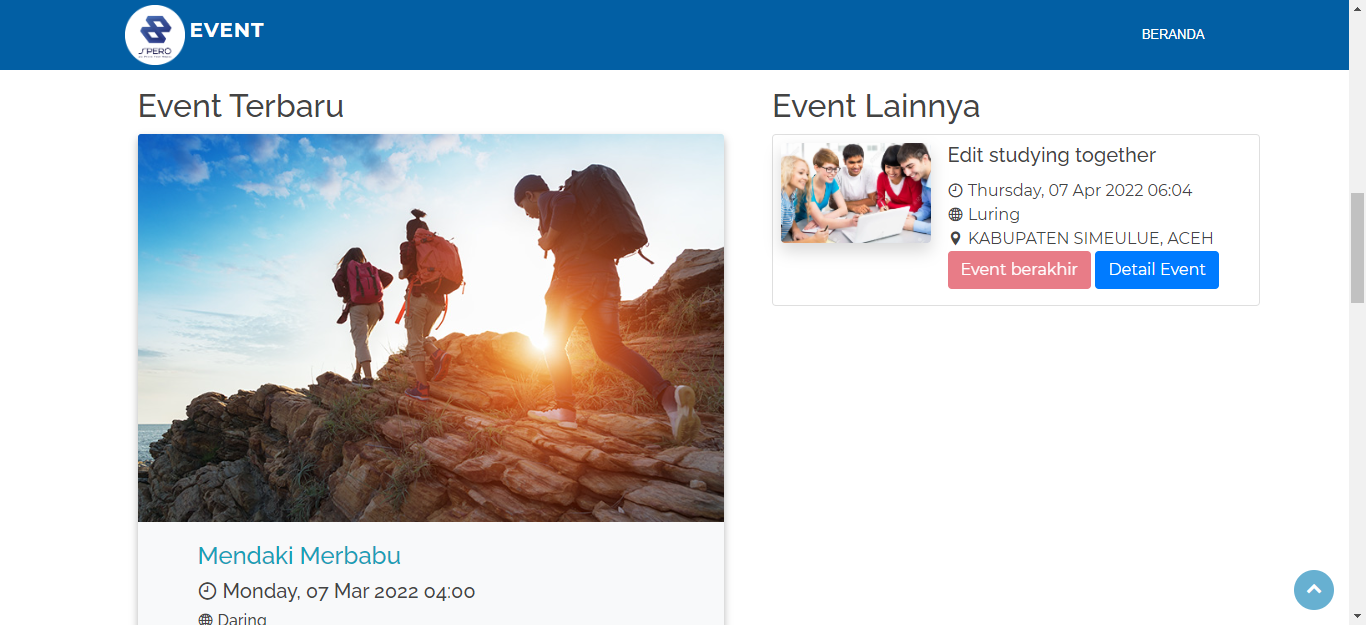 SPERO
EVENT
BERANDA
Event Terbaru
Mendaki Merbabu
Monday, 07 Mar 2022 04:00
Daring
Event Lainnya
Edit studying together
Thursday, 07 Apr 2022 06:04
Luring
KABUPATEN SIMEULUE, ACEH
Event berakhir
Detail Event